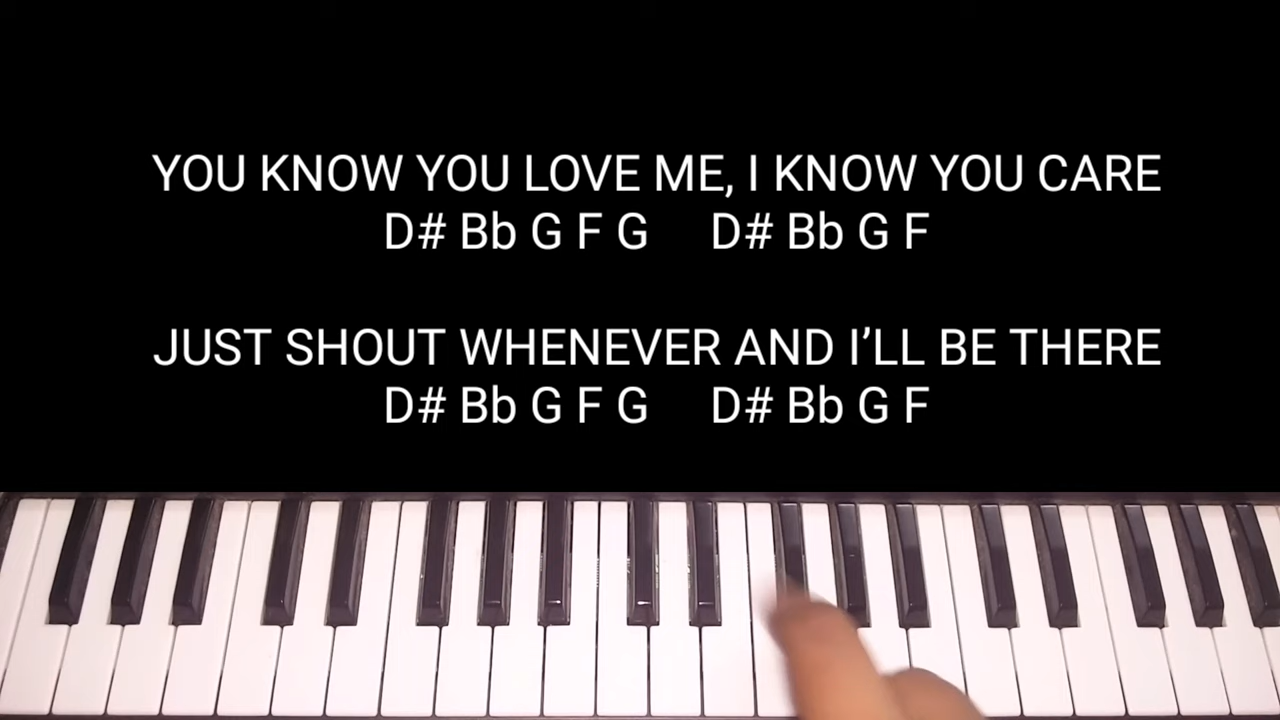 YOU KNOW YOU LOVE ME, I KNOW YOU CARE
D# Bb G F G D# Bb G F
JUST SHOUT WHENEVER AND I’LL BE THERE
D# Bb G F G D# Bb G F